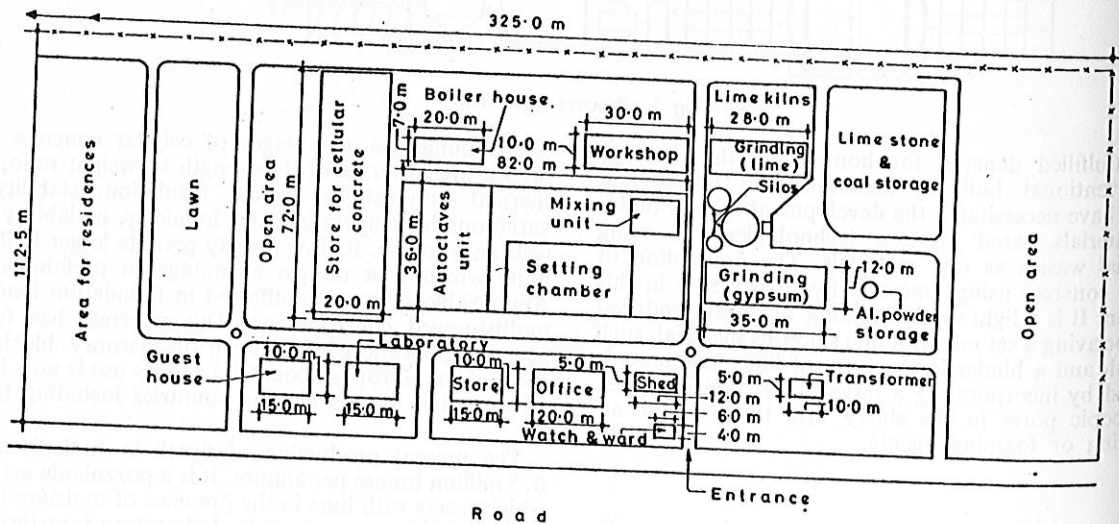 325·0 m
112·5 m
Area for residences
Lawn
Open area
72·0 m
Store for cellular
concrete
20·0 m
7·0 m
Boiler house.
20·0 m
10·0 m
82·0 m
30·0 m
Workshop
Lime kilns
28·0 m
Grinding
(lime)
Silos
Lime stone
&
coal storage
36·0 m
Autoclaves
unit
Mixing
unit
Setting
chamber
Grinding
(gypsum)
35·0 m
12·0 m
Al. powder
storage
Open area
Guest
house
10·0 m
15·0 m
Laboratory
15·0 m
10·0 m
Store
15·0 m
Office
20·0 m
5·0 m
Shed
12·0 m
6·0 m
4·0 m
Watch & ward
5·0 m
Transformer
10·0 m
Entrance
Road